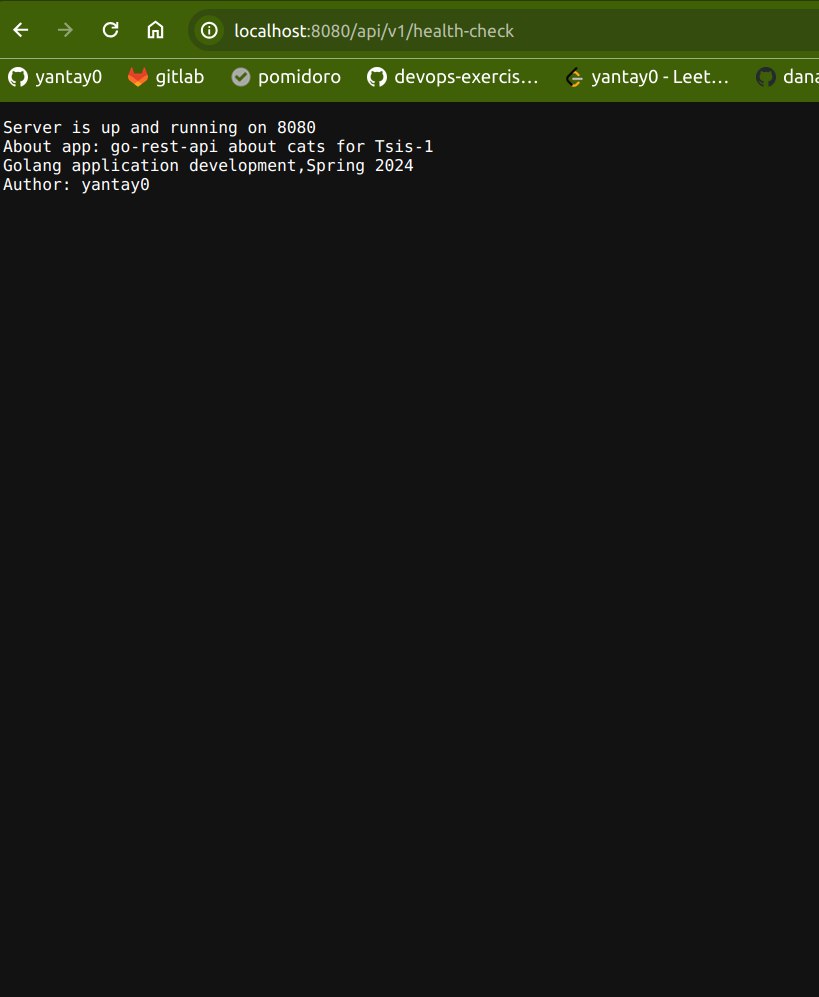 localhost:8080/api/v1/health-check
yantay0 gitlab pomidoro devops-exercis... yantay0 - Leet... dana
Server is up and running on 8080
About app: go-rest-api about cats for Tsis-1
Golang application development,Spring 2024
Author: yantay0